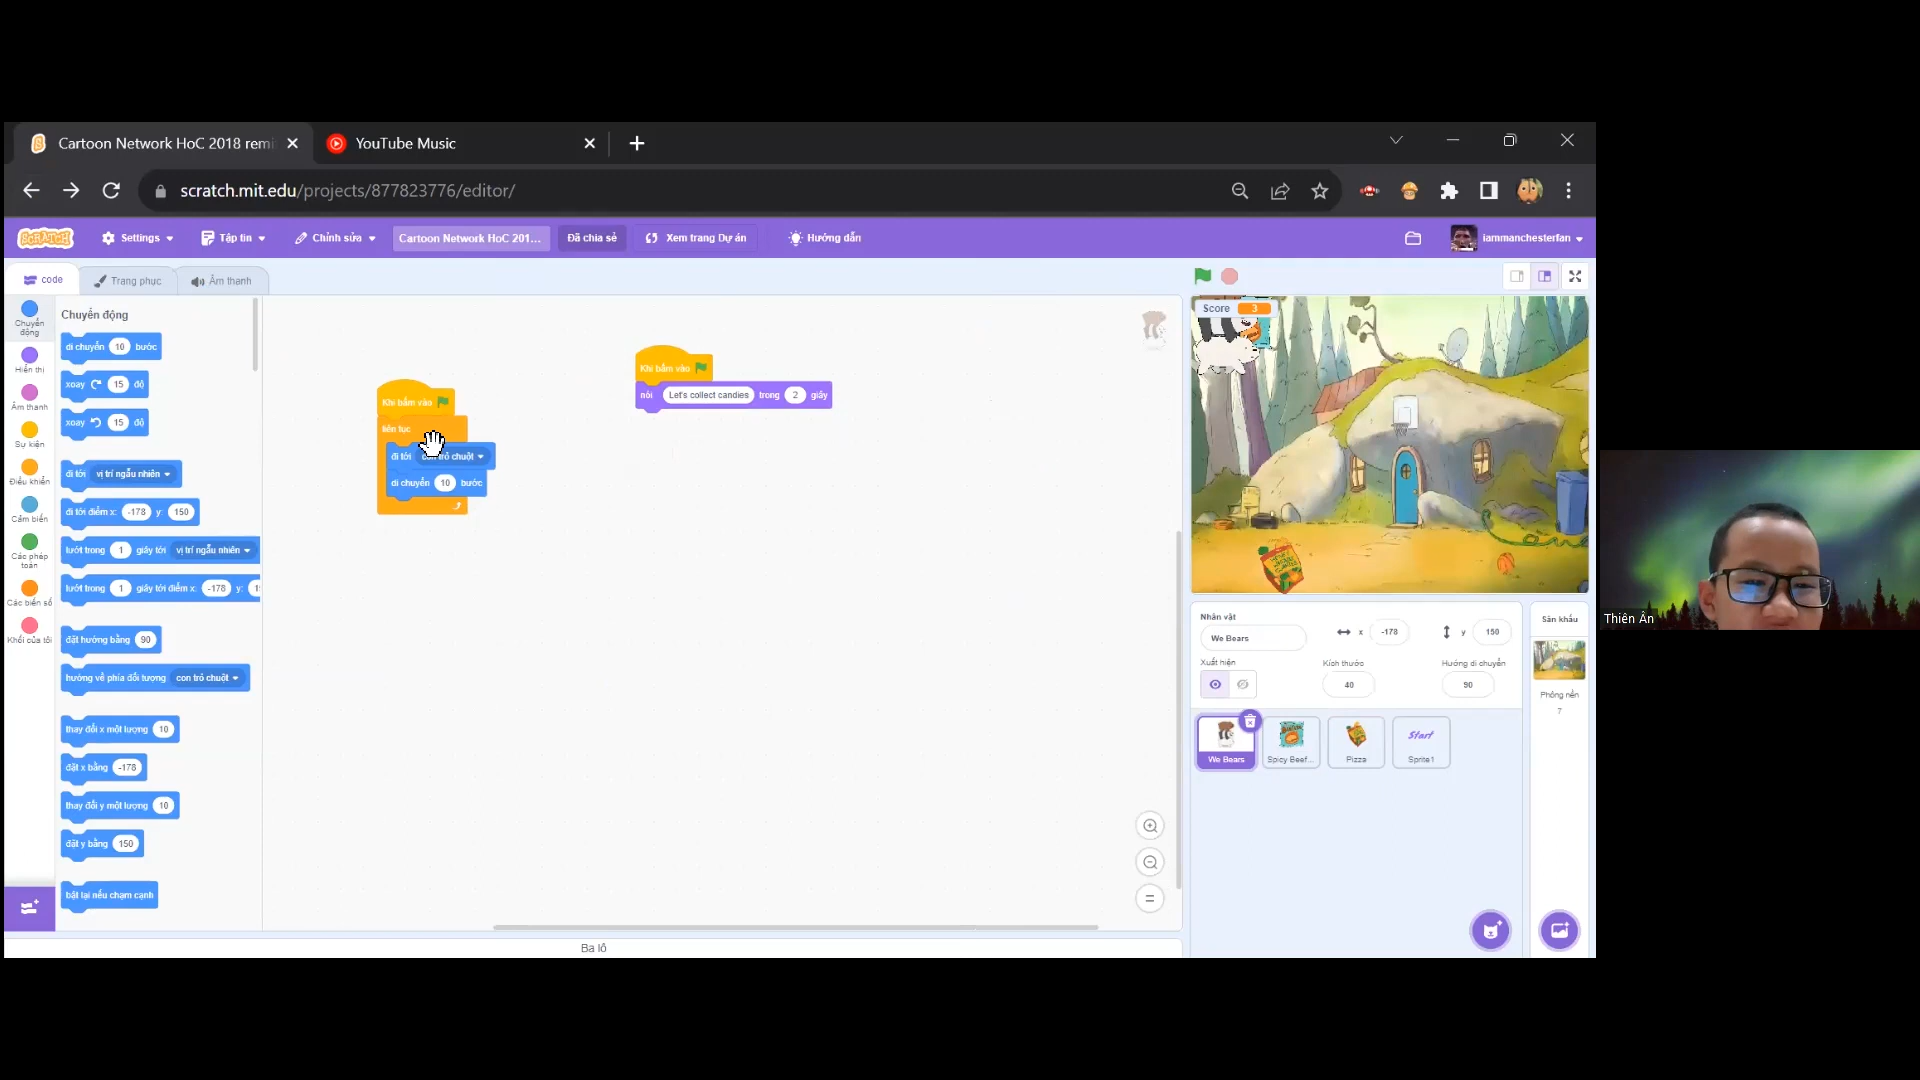 Cartoon Network HoC 2018 remi
YouTube Music
scratch.mit.edu/projects/877823776/editor/
SCRATCH
Settings
Tập tin
Chỉnh sửa
Cartoon Network HoC 201...
Đã chia sẻ
Xem trang Dự án
Hướng dẫn
iammanchesterfan
code
Trang phục
Âm thanh
Chuyển động
Hiển thị
Âm thanh
Sự kiện
Điều khiển
Cảm biến
Các phép toán
Các biến số
Khối của tôi
Chuyển động
di chuyển 10 bước
xoay 15 độ
xoay 15 độ
đi tới vị trí ngẫu nhiên
đi tới điểm x: -178 y: 150
lướt trong 1 giây tới vị trí ngẫu nhiên
lướt trong 1 giây tới điểm x: -178 y: 1
đặt hướng bằng 90
hướng về phía đối tượng con trỏ chuột
thay đổi x một lượng 10
đặt x bằng -178
thay đổi y một lượng 10
đặt y bằng 150
bật lại nếu chạm cạnh
Khi bấm vào
liên tục
đi tới con trỏ chuột
di chuyển 10 bước
Khi bấm vào
nói Let's collect candies trong 2 giây
Score 3
Nhân vật
We Bears
x -178
y 150
Xuất hiện
Kích thước
40
Hướng di chuyển
90
We Bears
Spicy Beef...
Pizza
Start
Sprite1
Sân khấu
Phông nền
7
Ba lô
Thiên Ân